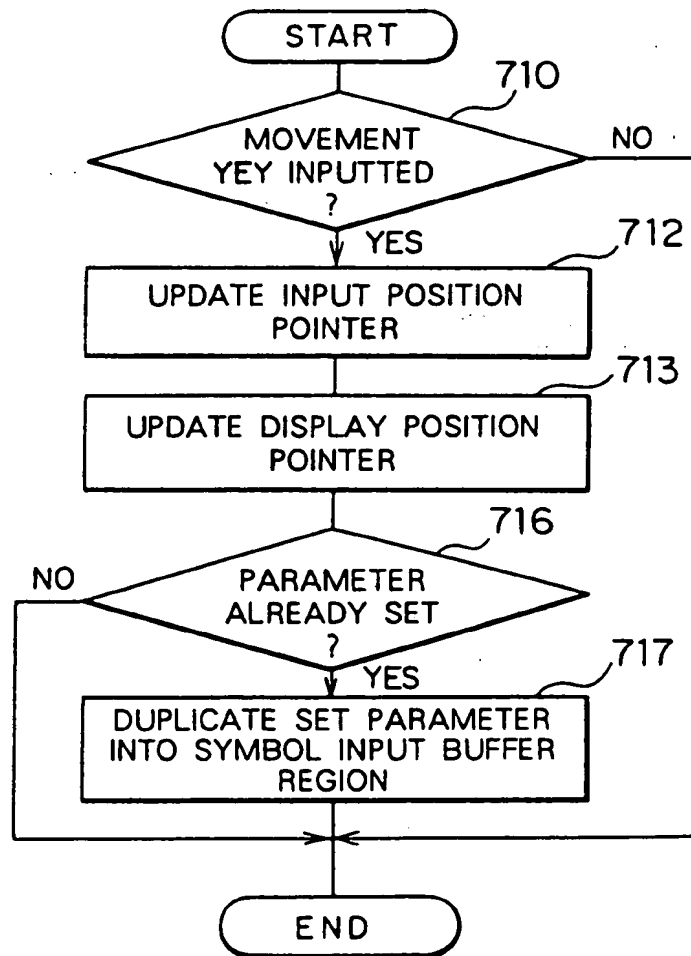 START
710
MOVEMENT
YEY INPUTTED
?
NO
YES
712
UPDATE INPUT POSITION
POINTER
713
UPDATE DISPLAY POSITION
POINTER
716
NO
PARAMETER
ALREADY SET
?
YES
717
DUPLICATE SET PARAMETER
INTO SYMBOL INPUT BUFFER
REGION
END